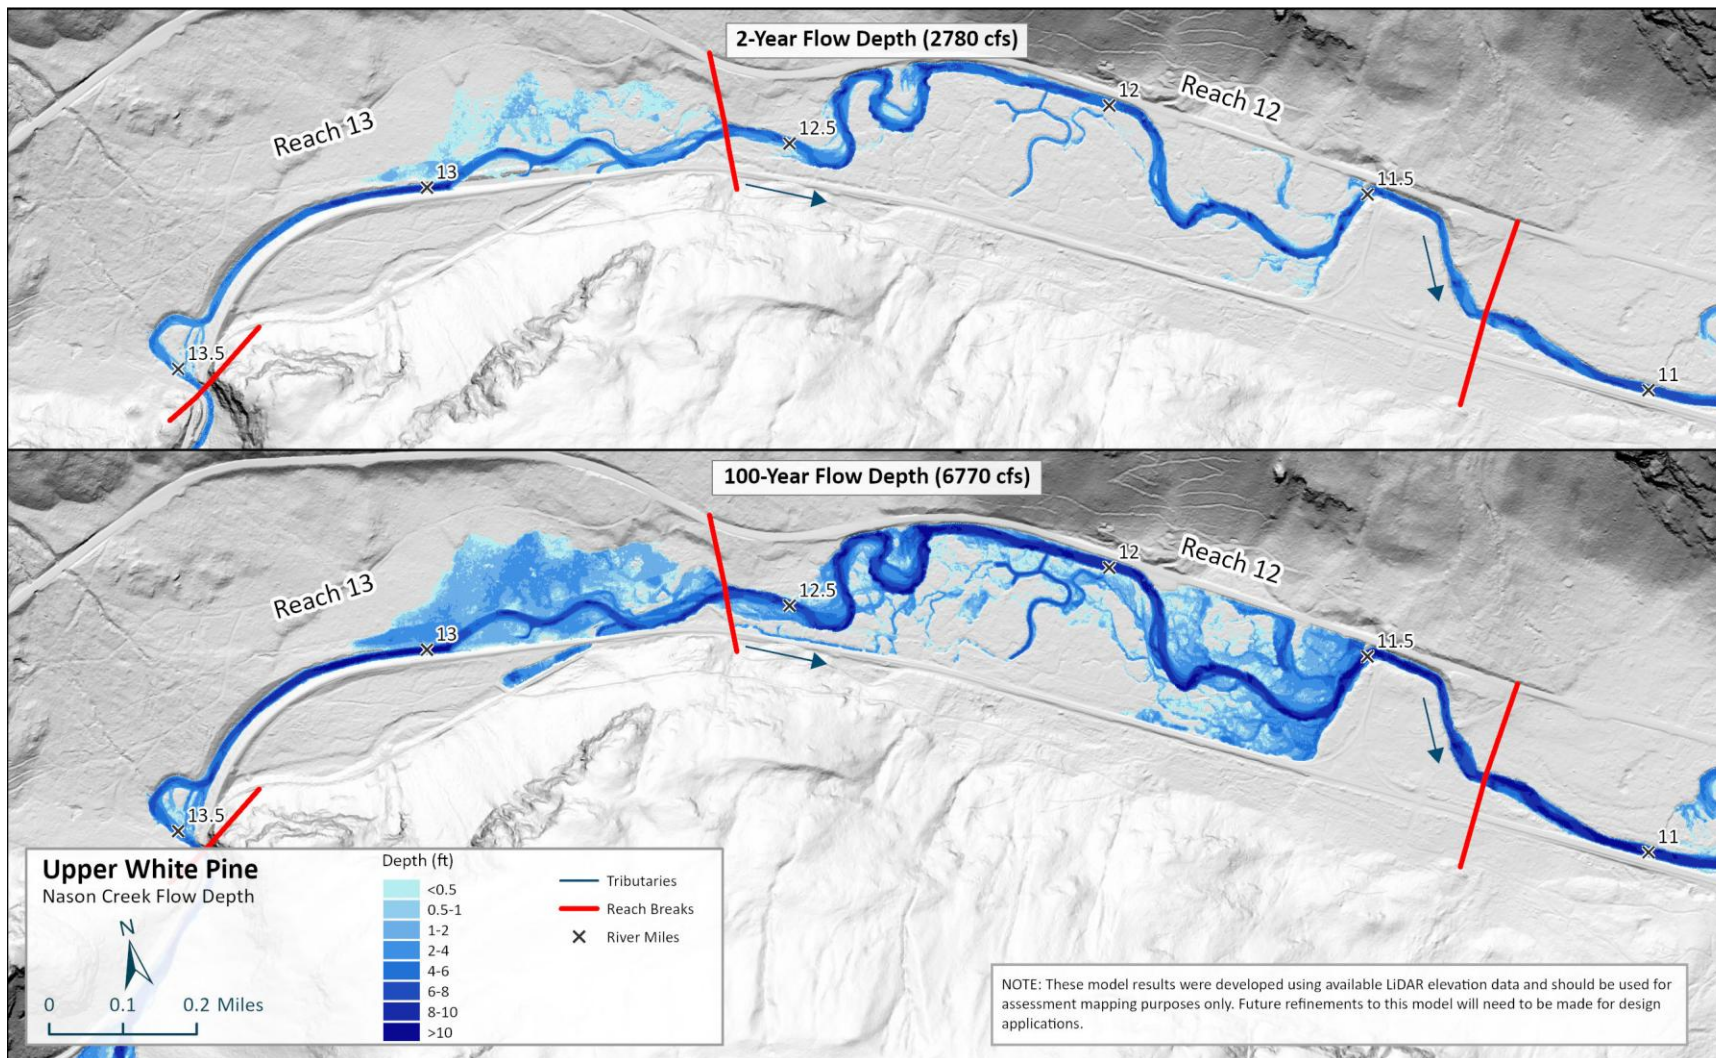 2-Year Flow Depth (2780 cfs)
Reach 13
Reach 12
12
12.5
13
11.5
13.5
11
100-Year Flow Depth (6770 cfs)
Reach 13
Reach 12
12
12.5
13
11.5
13.5
11
Upper White Pine
Nason Creek Flow Depth
N
0 0.1 0.2 Miles
Depth (ft)
<0.5
0.5-1
1-2
2-4
4-6
6-8
8-10
>10
Tributaries
Reach Breaks
River Miles
NOTE: These model results were developed using available LiDAR elevation data and should be used for
assessment mapping purposes only. Future refinements to this model will need to be made for design
applications.